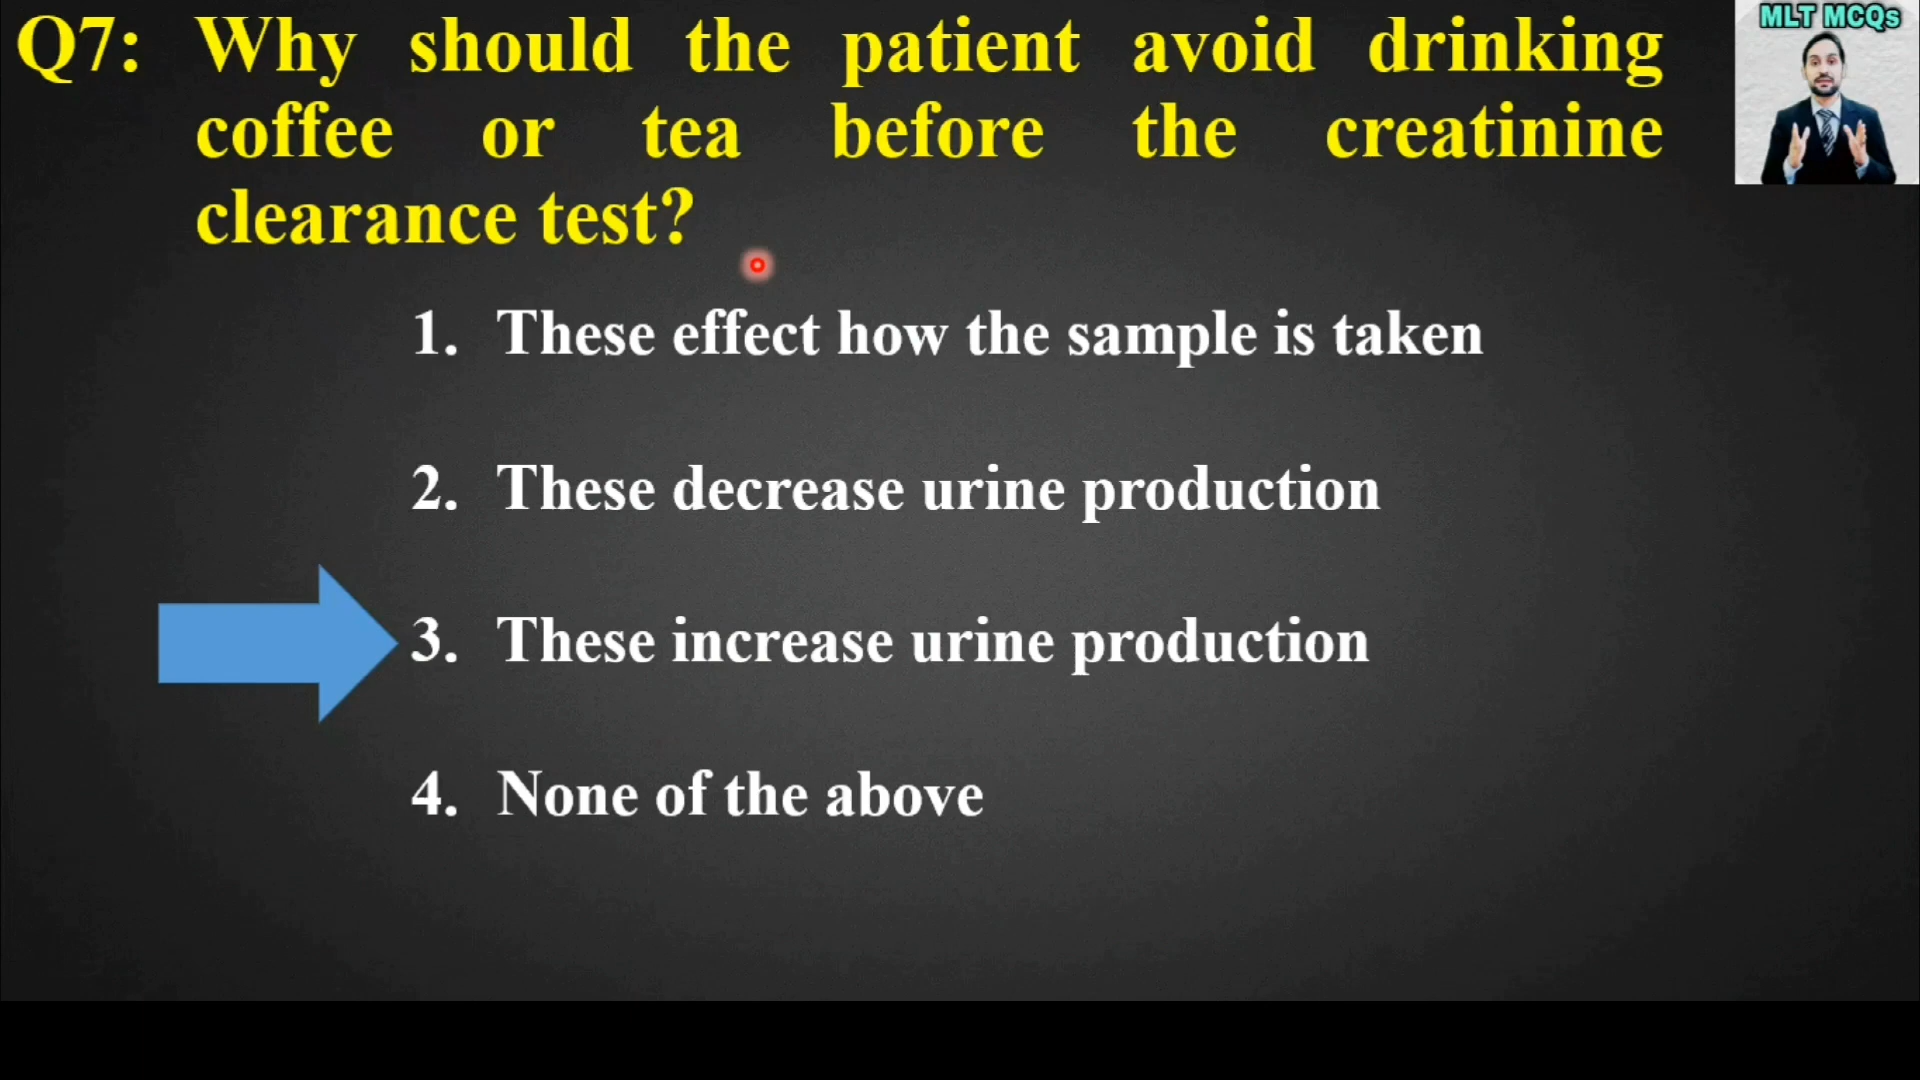 MLT MCQs
Q7: Why should the patient avoid drinking
coffee or tea before the creatinine
clearance test?
1. These effect how the sample is taken
2. These decrease urine production
3. These increase urine production
4. None of the above